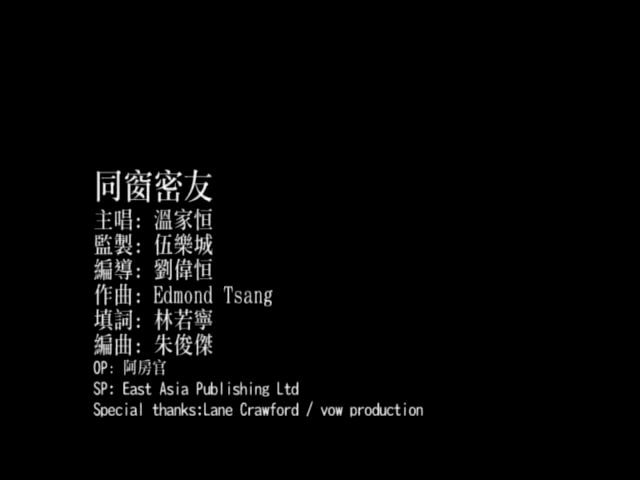 同窗密友
主唱: 溫家恒
監製: 伍樂城
編導: 劉偉恒
作曲: Edmond Tsang
填詞: 林若寧
編曲: 朱俊傑
OP: 阿房官
SP: East Asia Publishing Ltd
Special thanks:Lane Crawford / vow production